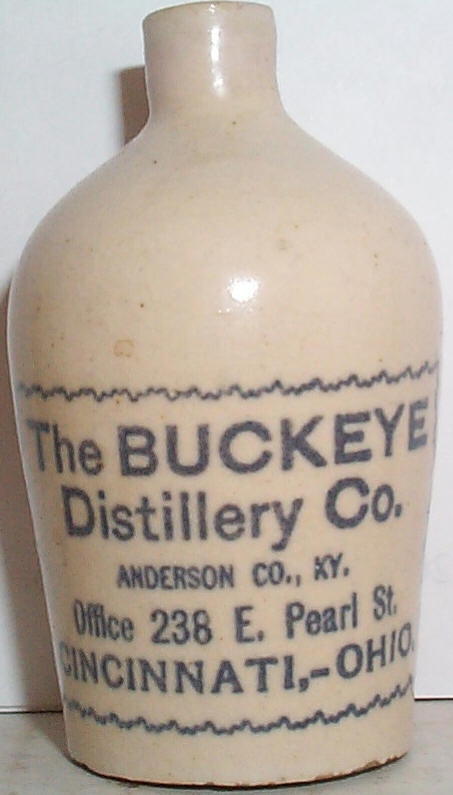 The BUCKEYE
Distillery Co.
ANDERSON CO., KY.
Office 238 E. Pearl St.
CINCINNATI,-OHIO.